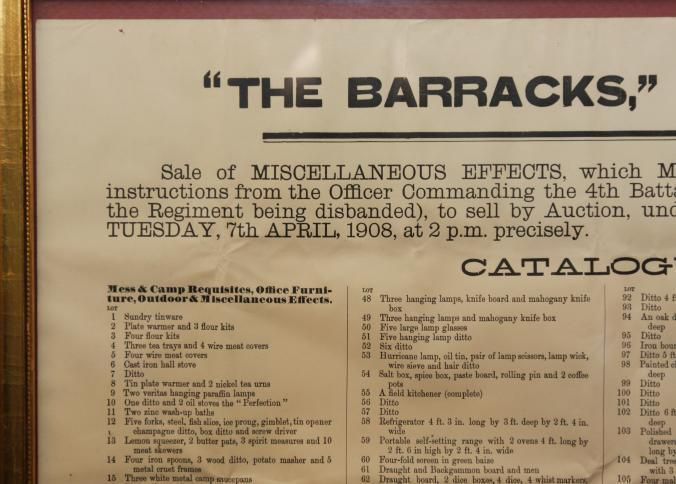 "THE BARRACKS,"
Sale of MISCELLANEOUS EFFECTS, which
instructions from the Officer Commanding the 4th
the Regiment being disbanded), to sell by Auction,
TUESDAY, 7th APRIL, 1908, at 2 p.m. precisely.
Mess & Camp Requisites, Office Furni-
ture, Outdoor & Miscellaneous Effects.
LOT
1 Sundry tinware
2 Plate warmer and 3 flour kits
3 Four flour kits
4 Three tea trays and 4 wire meat covers
5 Four wire meat covers
6 Cast iron hall stove
7 Ditto
8 Tin plate warmer and 2 nickel tea urns
9 Two veritas hanging paraffin lamps
10 One ditto and 2 oil stoves the "Perfection"
11 Two zinc wash-up baths
12 Five forks, steel, fish slice, ice prong, gimblet, tin opener
champagne ditto, box ditto and screw driver
13 Lemon squeezer, 2 butter pats, 3 spirit measures and 10
meat skewers
14 Four iron spoons, 3 wood ditto, potato masher and 5
metal cruet frames
15 Three white metal camp saucepans
LOT
48 Three hanging lamps, knife board and mahogany knife
box
49 Three hanging lamps and mahogany knife box
50 Five large lamp glasses
51 Five hanging lamp ditto
52 Six ditto
53 Hurricane lamp, oil tin, pair of lamp scissors, lamp wick,
wire sieve and hair ditto
54 Salt box, spice box, paste board, rolling pin and 2 coffee
pots
55 A field kitchener (complete)
56 Ditto
57 Ditto
58 Refrigerator 4 ft. 3 in. long by 3 ft. deep by 2 ft. 4 in.
wide
59 Portable self-setting range with 2 ovens 4 ft. long by
2 ft. 6 in high by 2 ft. 4 in. wide
60 Four-fold screen in green baize
61 Draught and Backgammon board and men
62 Draught board, 2 dice boxes, 4 dice, 4 whist markers,
LOT
92 Ditto 4
93 Ditto
94 An oak
deep
95 Ditto
96 Iron
97 Ditto 5
98 Painted
deep
99 Ditto
100 Ditto
101 Ditto
102 Ditto 6
deep
103 Polished
drawers
long
104 Deal
with 3
105 Four